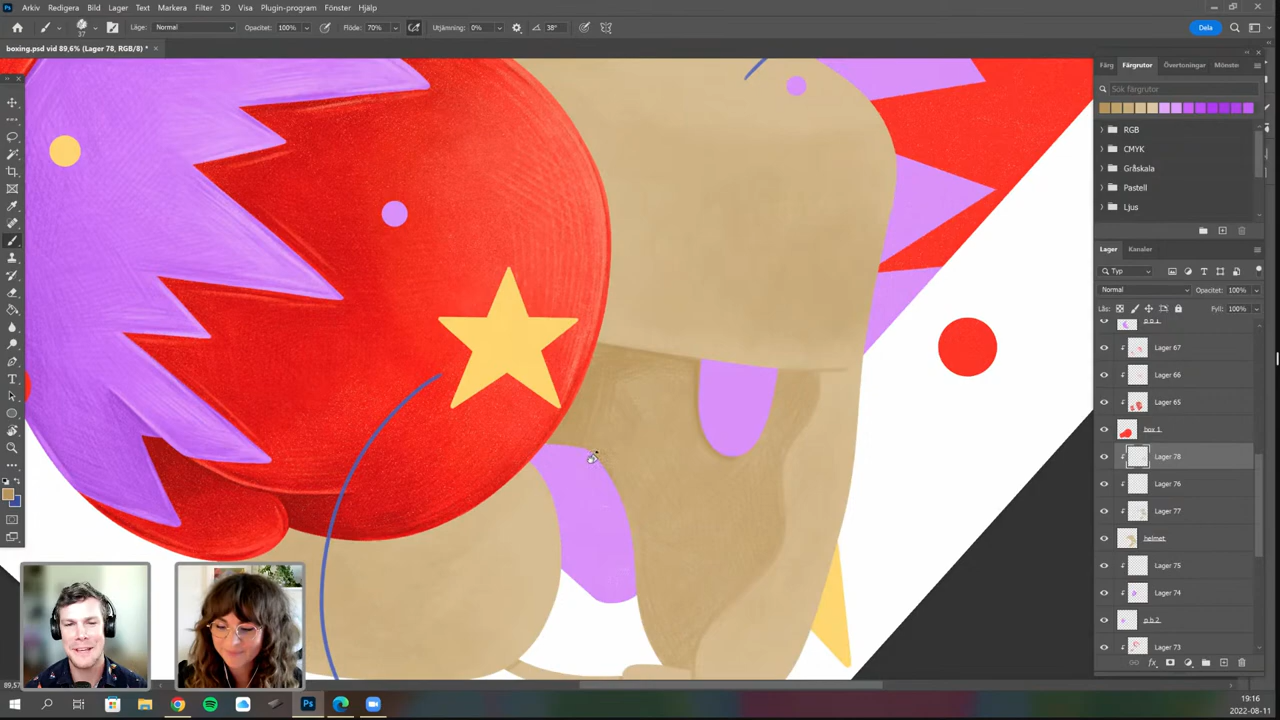 Arkiv Redigera Bild Lager Text Markera Filter 3D Visa Plugin-program Fönster Hjälp
37 Läge: Normal Opacitet: 100% Flöde: 70% Utjämning: 0% 38° Dela
boxing.psd vid 89,6% (Lager 78, RGB/8) * ×
Färg Färgrutor Övertoningar Mönste
Sök färgrutor
RGB
CMYK
Gråskala
Pastell
Ljus
Lager Kanaler
Typ
Normal Opacitet: 100%
Lås: Fyll: 100%
Lager 67
Lager 66
Lager 65
box 1
Lager 78
Lager 76
Lager 77
helmet
Lager 75
Lager 74
p b 2
Lager 73
19:16
2022-08-11